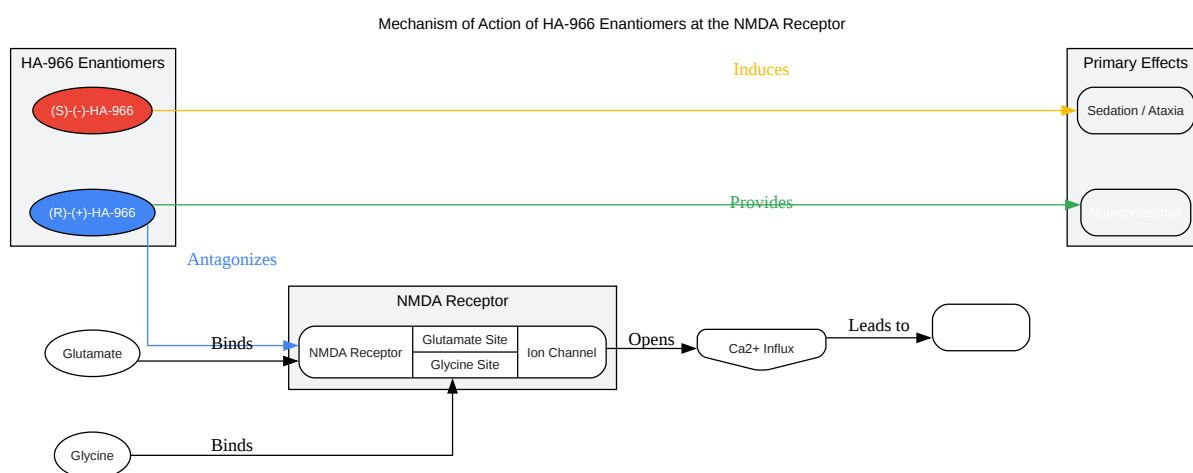 Mechanism of Action of HA-966 Enantiomers at the NMDA Receptor
HA-966 Enantiomers
Induces
Primary Effects
(S)-(-)-HA-966
Sedation / Ataxia
(R)-(+)-HA-966
Provides
Neuroprotection
Antagonizes
NMDA Receptor
Glutamate
Binds
NMDA Receptor
Glutamate Site
Glycine Site
Ion Channel
Opens
Ca2+ Influx
Leads to
Glycine
Binds